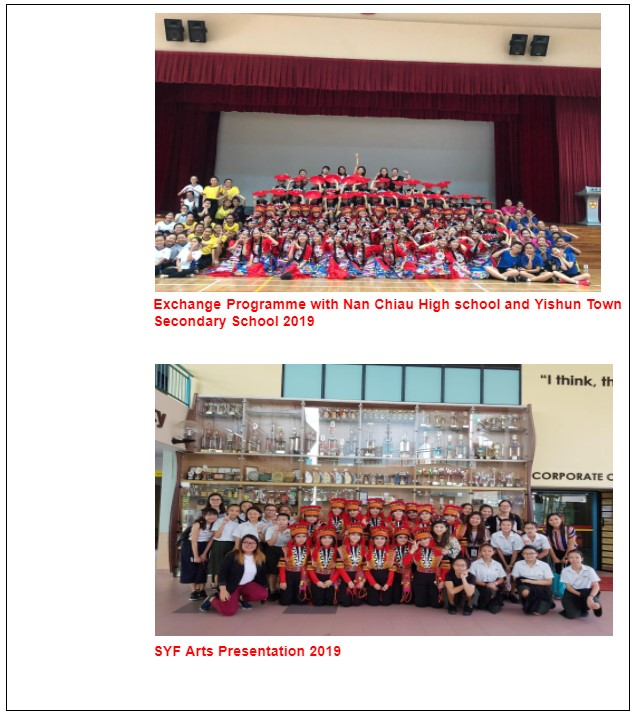 Exchange Programme with Nan Chiau High school and Yishun Town
Secondary School 2019
"I think, th
ty
CORPORATE C
SYF Arts Presentation 2019